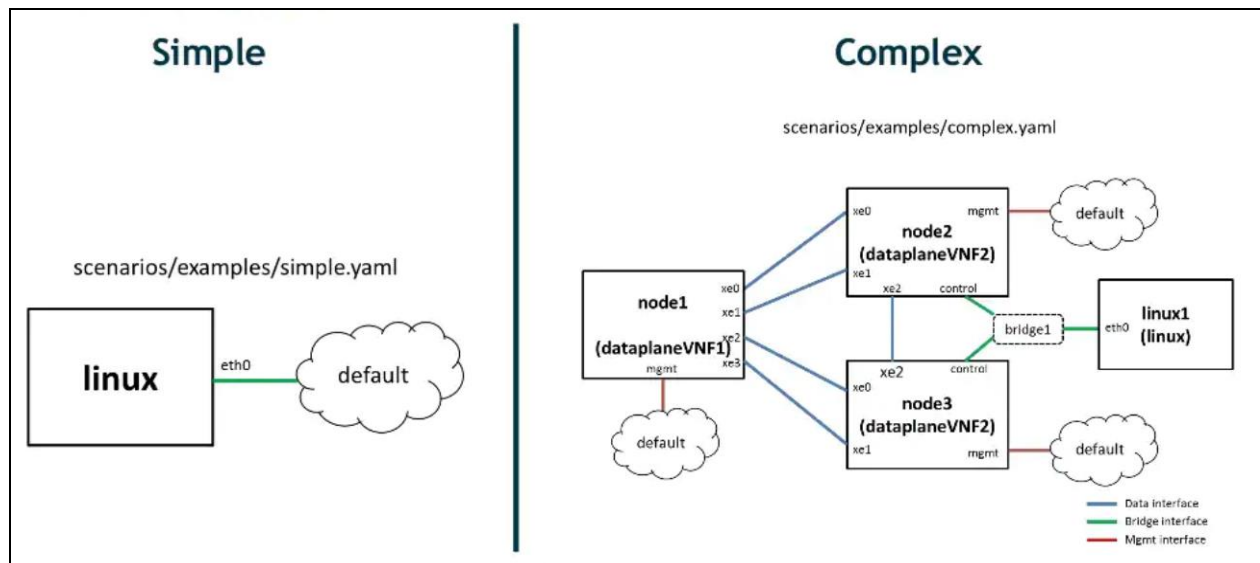 Simple
scenarios/examples/simple.yaml
linux
eth0
default
Complex
scenarios/examples/complex.yaml
node1
(dataplaneVNF1)
xe0
xe1
xe2
xe3
mgmt
default
xe0
mgmt
node2
(dataplaneVNF2)
xe1
xe2
control
default
bridge1
eth0
linux1
(linux)
xe2
control
xe0
node3
(dataplaneVNF2)
xe1
mgmt
default
Data interface
Bridge interface
Mgmt interface